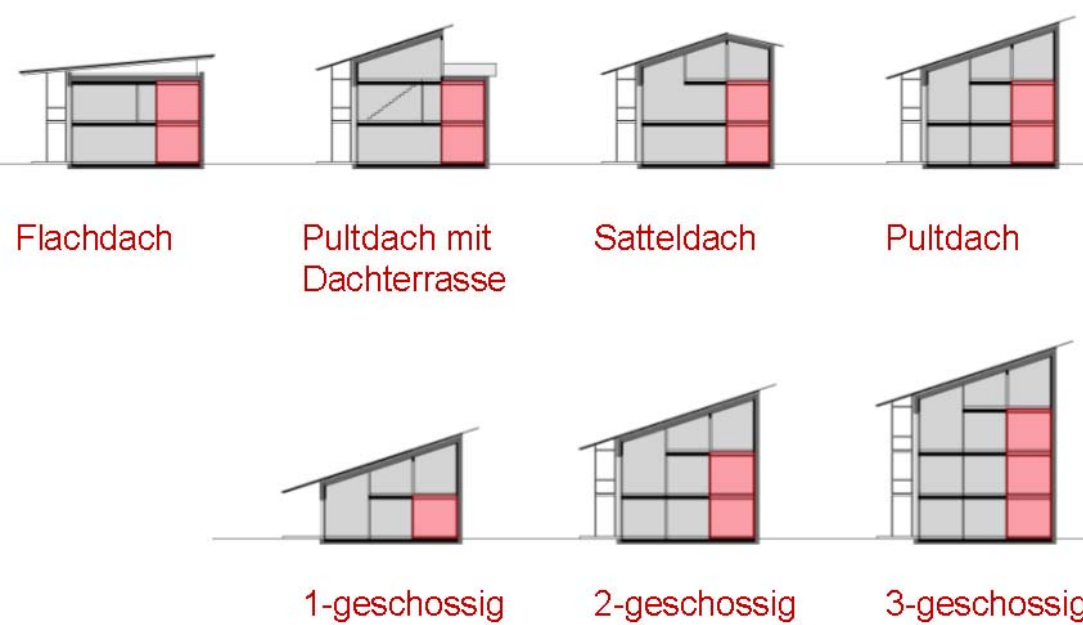 Flachdach
Pultdach mit
Dachterrasse
Satteldach
Pultdach
1-geschossig
2-geschossig
3-geschossig